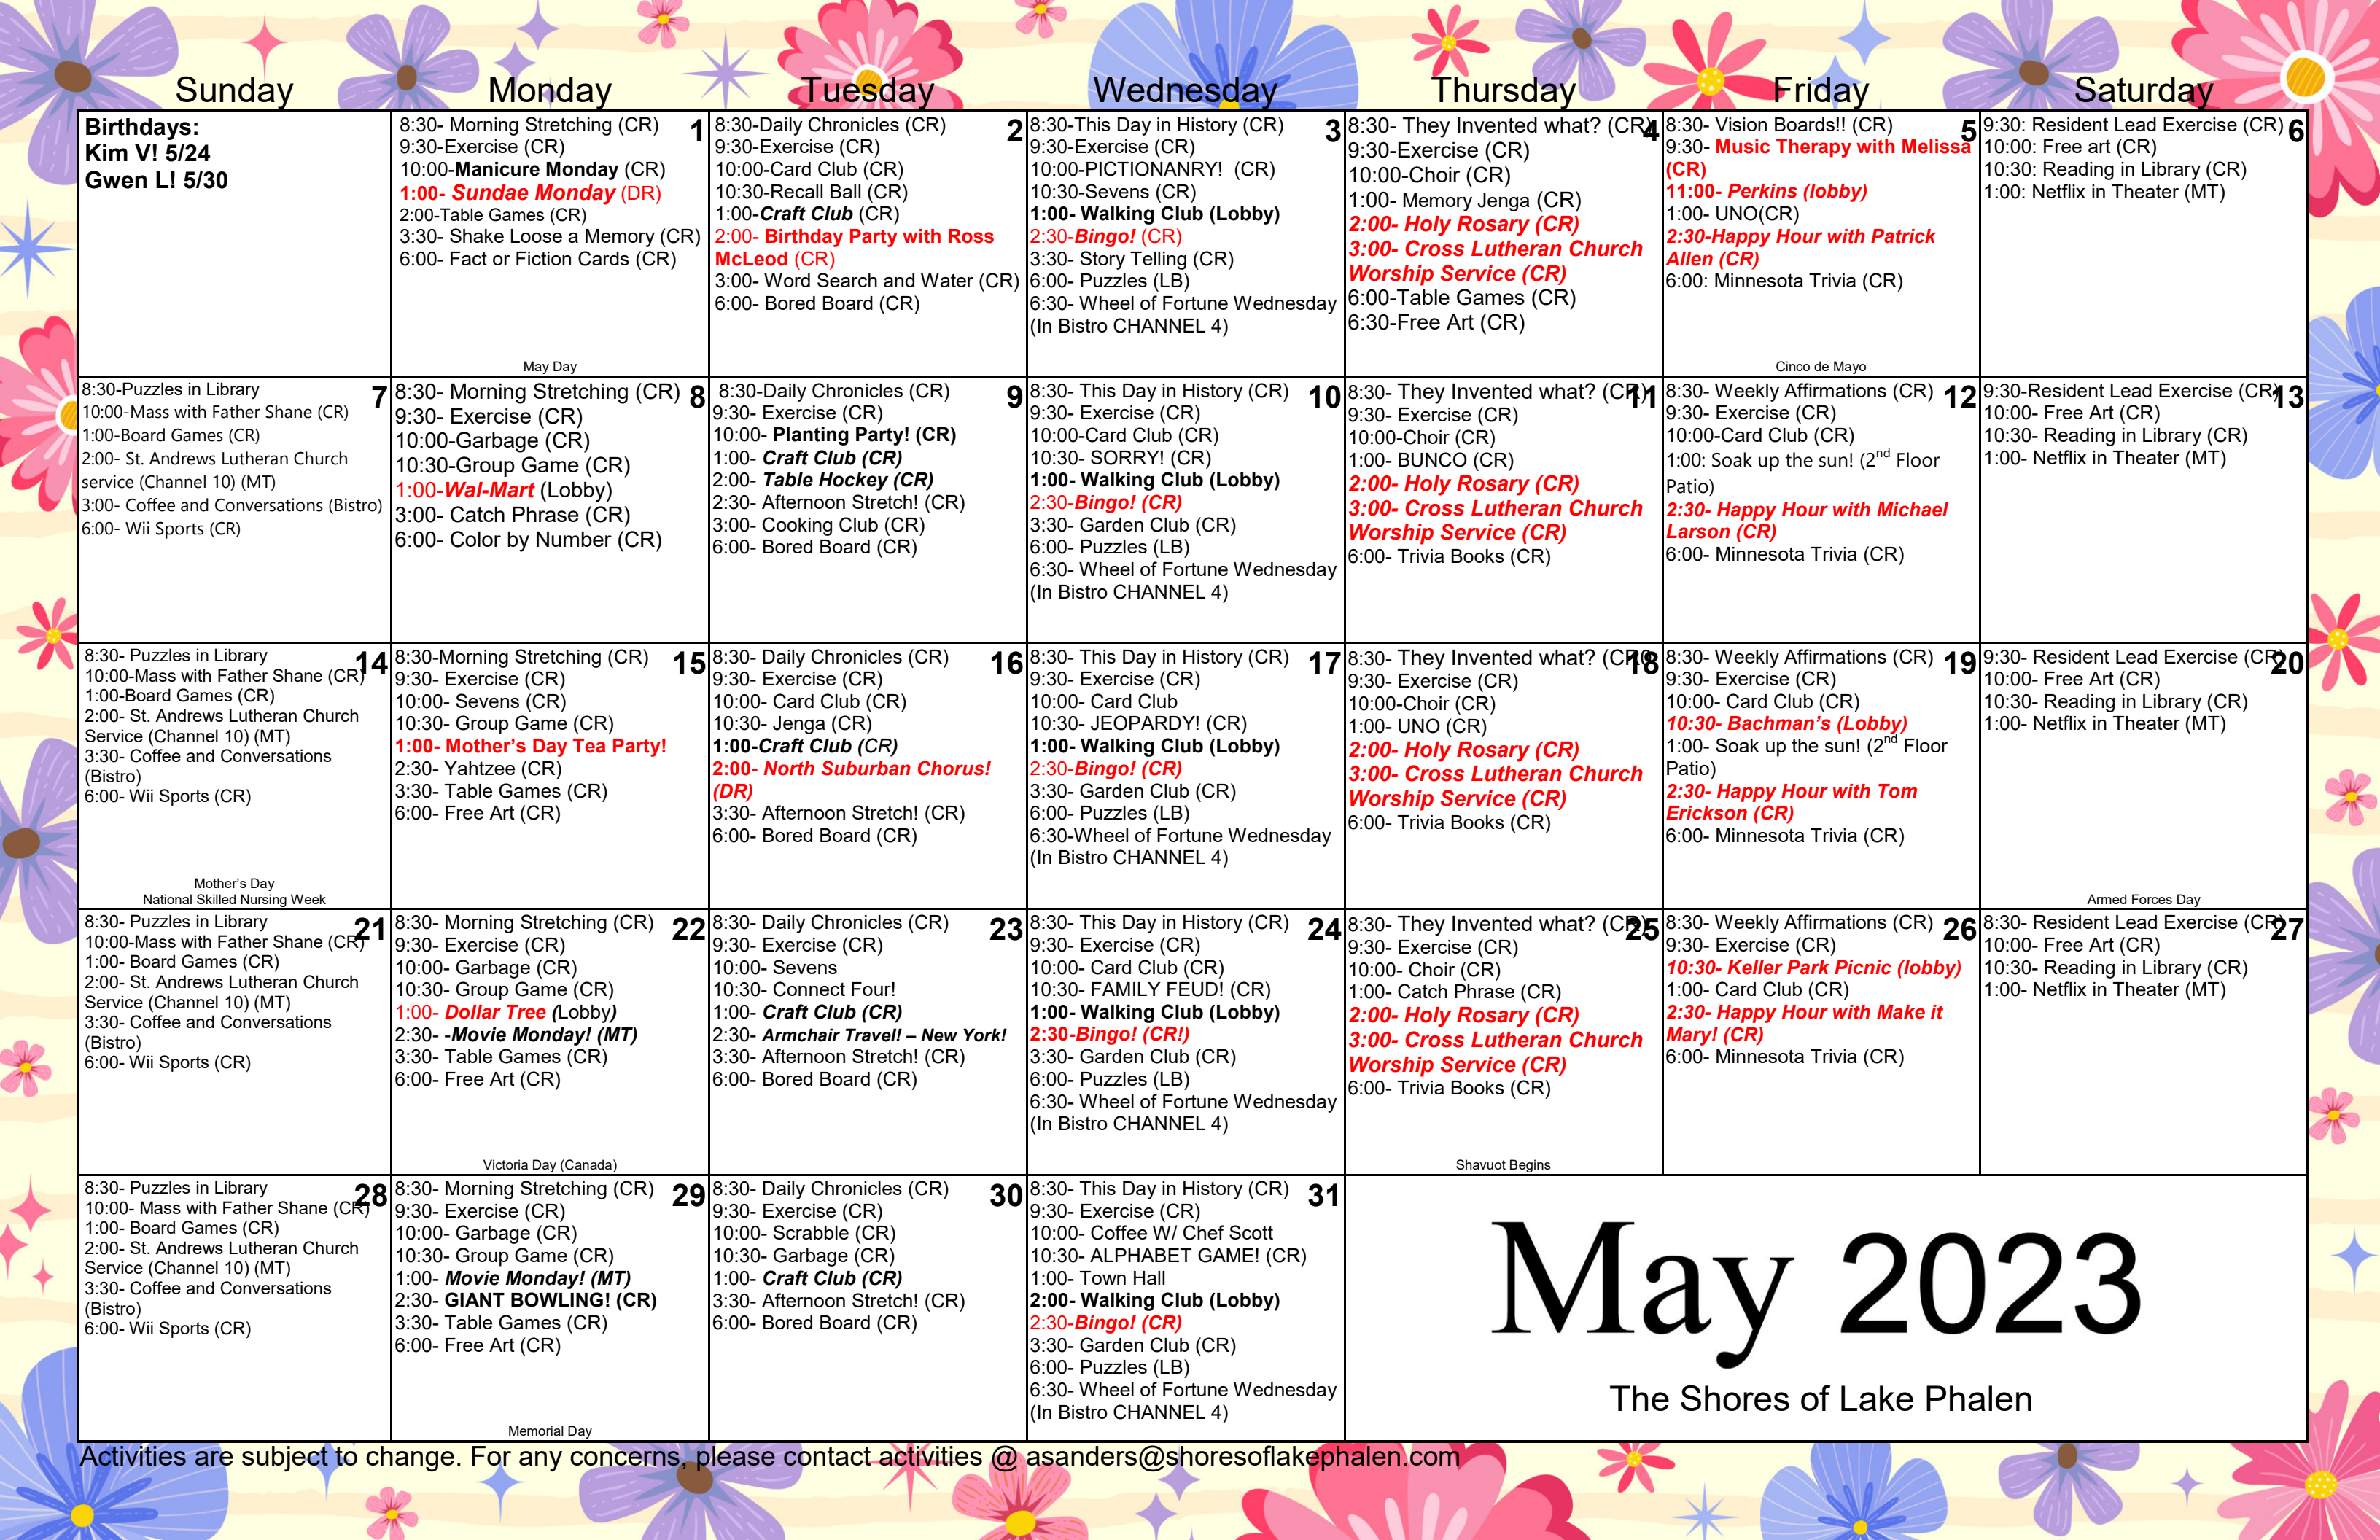 Sunday Monday Tuesday Wednesday Thursday Friday Saturday
Birthdays:
Kim V! 5/24
Gwen L! 5/30
1
8:30- Morning Stretching (CR)
9:30-Exercise (CR)
10:00-Manicure Monday (CR)
1:00- Sundae Monday (DR)
2:00-Table Games (CR)
3:30- Shake Loose a Memory (CR)
6:00- Fact or Fiction Cards (CR)
May Day
2
8:30-Daily Chronicles (CR)
9:30-Exercise (CR)
10:00-Card Club (CR)
10:30-Recall Ball (CR)
1:00-Craft Club (CR)
2:00- Birthday Party with Ross
McLeod (CR)
3:00- Word Search and Water (CR)
6:00- Bored Board (CR)
3
8:30-This Day in History (CR)
9:30-Exercise (CR)
10:00-PICTIONANRY! (CR)
10:30-Sevens (CR)
1:00- Walking Club (Lobby)
2:30-Bingo! (CR)
3:30- Story Telling (CR)
6:00- Puzzles (LB)
6:30- Wheel of Fortune Wednesday
(In Bistro CHANNEL 4)
4
8:30- They Invented what? (CR)
9:30-Exercise (CR)
10:00-Choir (CR)
1:00- Memory Jenga (CR)
2:00- Holy Rosary (CR)
3:00- Cross Lutheran Church
Worship Service (CR)
6:00-Table Games (CR)
6:30-Free Art (CR)
5
8:30- Vision Boards!! (CR)
9:30- Music Therapy with Melissa
(CR)
11:00- Perkins (lobby)
1:00- UNO(CR)
2:30-Happy Hour with Patrick
Allen (CR)
6:00: Minnesota Trivia (CR)
Cinco de Mayo
6
9:30: Resident Lead Exercise (CR)
10:00: Free art (CR)
10:30: Reading in Library (CR)
1:00: Netflix in Theater (MT)
7
8:30-Puzzles in Library
10:00-Mass with Father Shane (CR)
1:00-Board Games (CR)
2:00- St. Andrews Lutheran Church
service (Channel 10) (MT)
3:00- Coffee and Conversations (Bistro)
6:00- Wii Sports (CR)
8
8:30- Morning Stretching (CR)
9:30- Exercise (CR)
10:00-Garbage (CR)
10:30-Group Game (CR)
1:00-Wal-Mart (Lobby)
3:00- Catch Phrase (CR)
6:00- Color by Number (CR)
9
8:30-Daily Chronicles (CR)
9:30- Exercise (CR)
10:00- Planting Party! (CR)
1:00- Craft Club (CR)
2:00- Table Hockey (CR)
2:30- Afternoon Stretch! (CR)
3:00- Cooking Club (CR)
6:00- Bored Board (CR)
10
8:30- This Day in History (CR)
9:30- Exercise (CR)
10:00-Card Club (CR)
10:30- SORRY! (CR)
1:00- Walking Club (Lobby)
2:30-Bingo! (CR)
3:30- Garden Club (CR)
6:00- Puzzles (LB)
6:30- Wheel of Fortune Wednesday
(In Bistro CHANNEL 4)
11
8:30- They Invented what? (CR)
9:30- Exercise (CR)
10:00-Choir (CR)
1:00- BUNCO (CR)
2:00- Holy Rosary (CR)
3:00- Cross Lutheran Church
Worship Service (CR)
6:00- Trivia Books (CR)
12
8:30- Weekly Affirmations (CR)
9:30- Exercise (CR)
10:00-Card Club (CR)
1:00: Soak up the sun! (2nd Floor
Patio)
2:30- Happy Hour with Michael
Larson (CR)
6:00- Minnesota Trivia (CR)
13
9:30-Resident Lead Exercise (CR)
10:00- Free Art (CR)
10:30- Reading in Library (CR)
1:00- Netflix in Theater (MT)
14
8:30- Puzzles in Library
10:00-Mass with Father Shane (CR)
1:00-Board Games (CR)
2:00- St. Andrews Lutheran Church
Service (Channel 10) (MT)
3:30- Coffee and Conversations
(Bistro)
6:00- Wii Sports (CR)
Mother's Day
National Skilled Nursing Week
15
8:30-Morning Stretching (CR)
9:30- Exercise (CR)
10:00- Sevens (CR)
10:30- Group Game (CR)
1:00- Mother's Day Tea Party!
2:30- Yahtzee (CR)
3:30- Table Games (CR)
6:00- Free Art (CR)
16
8:30- Daily Chronicles (CR)
9:30- Exercise (CR)
10:00- Card Club (CR)
10:30- Jenga (CR)
1:00-Craft Club (CR)
2:00- North Suburban Chorus!
(DR)
3:30- Afternoon Stretch! (CR)
6:00- Bored Board (CR)
17
8:30- This Day in History (CR)
9:30- Exercise (CR)
10:00- Card Club
10:30- JEOPARDY! (CR)
1:00- Walking Club (Lobby)
2:30-Bingo! (CR)
3:30- Garden Club (CR)
6:00- Puzzles (LB)
6:30-Wheel of Fortune Wednesday
(In Bistro CHANNEL 4)
18
8:30- They Invented what? (CR0
9:30- Exercise (CR)
10:00-Choir (CR)
1:00- UNO (CR)
2:00- Holy Rosary (CR)
3:00- Cross Lutheran Church
Worship Service (CR)
6:00- Trivia Books (CR)
19
8:30- Weekly Affirmations (CR)
9:30- Exercise (CR)
10:00- Card Club (CR)
10:30- Bachman's (Lobby)
1:00- Soak up the sun! (2nd Floor
Patio)
2:30- Happy Hour with Tom
Erickson (CR)
6:00- Minnesota Trivia (CR)
20
9:30- Resident Lead Exercise (CR)
10:00- Free Art (CR)
10:30- Reading in Library (CR)
1:00- Netflix in Theater (MT)
Armed Forces Day
21
8:30- Puzzles in Library
10:00-Mass with Father Shane (CR)
1:00- Board Games (CR)
2:00- St. Andrews Lutheran Church
Service (Channel 10) (MT)
3:30- Coffee and Conversations
(Bistro)
6:00- Wii Sports (CR)
22
8:30- Morning Stretching (CR)
9:30- Exercise (CR)
10:00- Garbage (CR)
10:30- Group Game (CR)
1:00- Dollar Tree (Lobby)
2:30- -Movie Monday! (MT)
3:30- Table Games (CR)
6:00- Free Art (CR)
Victoria Day (Canada)
23
8:30- Daily Chronicles (CR)
9:30- Exercise (CR)
10:00- Sevens
10:30- Connect Four!
1:00- Craft Club (CR)
2:30- Armchair Travel! – New York!
3:30- Afternoon Stretch! (CR)
6:00- Bored Board (CR)
24
8:30- This Day in History (CR)
9:30- Exercise (CR)
10:00- Card Club (CR)
10:30- FAMILY FEUD! (CR)
1:00- Walking Club (Lobby)
2:30-Bingo! (CR!)
3:30- Garden Club (CR)
6:00- Puzzles (LB)
6:30- Wheel of Fortune Wednesday
(In Bistro CHANNEL 4)
25
8:30- They Invented what? (CR)
9:30- Exercise (CR)
10:00- Choir (CR)
1:00- Catch Phrase (CR)
2:00- Holy Rosary (CR)
3:00- Cross Lutheran Church
Worship Service (CR)
6:00- Trivia Books (CR)
Shavuot Begins
26
8:30- Weekly Affirmations (CR)
9:30- Exercise (CR)
10:30- Keller Park Picnic (lobby)
1:00- Card Club (CR)
2:30- Happy Hour with Make it
Mary! (CR)
6:00- Minnesota Trivia (CR)
27
8:30- Resident Lead Exercise (CR)
10:00- Free Art (CR)
10:30- Reading in Library (CR)
1:00- Netflix in Theater (MT)
28
8:30- Puzzles in Library
10:00- Mass with Father Shane (CR)
1:00- Board Games (CR)
2:00- St. Andrews Lutheran Church
Service (Channel 10) (MT)
3:30- Coffee and Conversations
(Bistro)
6:00- Wii Sports (CR)
29
8:30- Morning Stretching (CR)
9:30- Exercise (CR)
10:00- Garbage (CR)
10:30- Group Game (CR)
1:00- Movie Monday! (MT)
2:30- GIANT BOWLING! (CR)
3:30- Table Games (CR)
6:00- Free Art (CR)
Memorial Day
30
8:30- Daily Chronicles (CR)
9:30- Exercise (CR)
10:00- Scrabble (CR)
10:30- Garbage (CR)
1:00- Craft Club (CR)
3:30- Afternoon Stretch! (CR)
6:00- Bored Board (CR)
31
8:30- This Day in History (CR)
9:30- Exercise (CR)
10:00- Coffee W/ Chef Scott
10:30- ALPHABET GAME! (CR)
1:00- Town Hall
2:00- Walking Club (Lobby)
2:30-Bingo! (CR)
3:30- Garden Club (CR)
6:00- Puzzles (LB)
6:30- Wheel of Fortune Wednesday
(In Bistro CHANNEL 4)
May 2023
The Shores of Lake Phalen
Activities are subject to change. For any concerns, please contact activities @ asanders@shoresoflakephalen.com